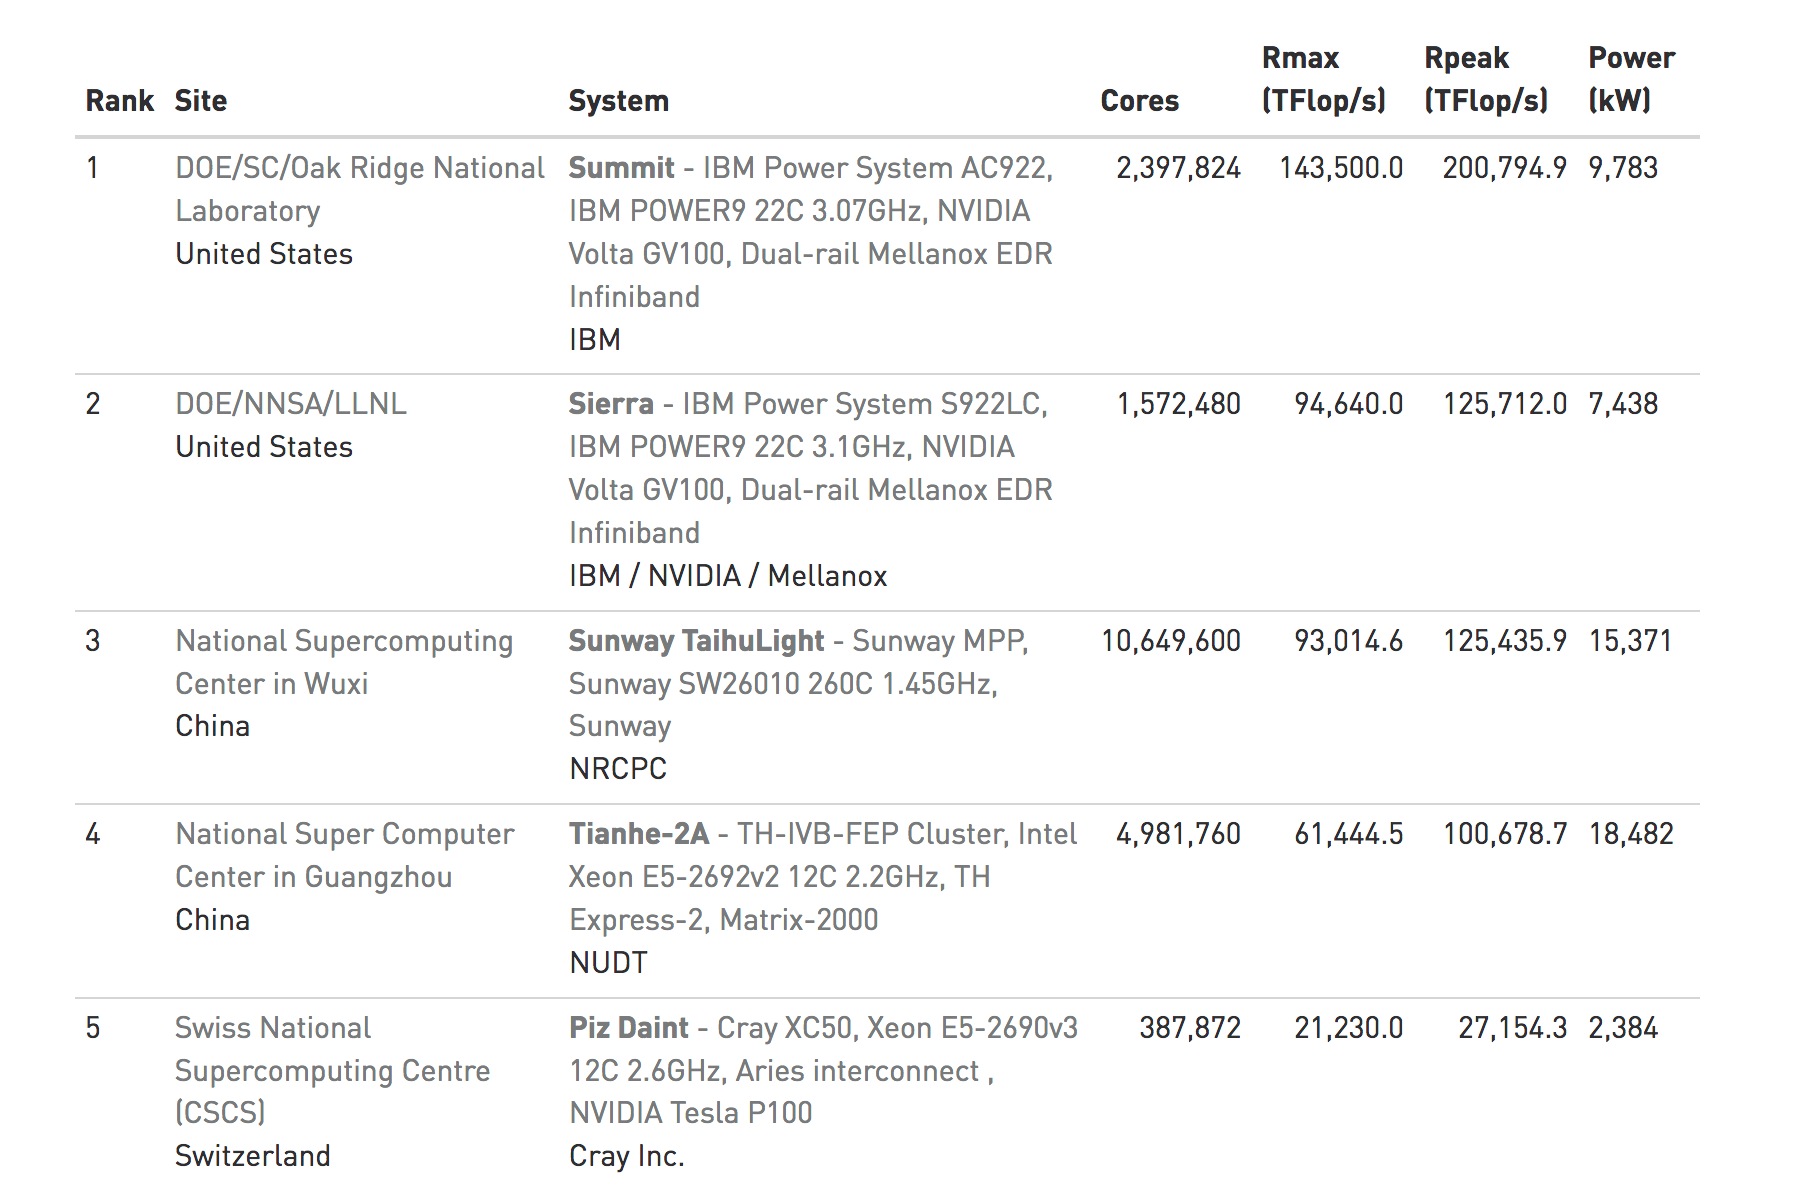 Rank Site System Cores Rmax (TFlop/s) Rpeak (TFlop/s) Power (kW)
1 DOE/SC/Oak Ridge National Summit - IBM Power System AC922, 2,397,824 143,500.0 200,794.9 9,783
Laboratory IBM POWER9 22C 3.07GHz, NVIDIA
United States Volta GV100, Dual-rail Mellanox EDR
Infiniband
IBM
2 DOE/NNSA/LLNL Sierra - IBM Power System S922LC, 1,572,480 94,640.0 125,712.0 7,438
United States IBM POWER9 22C 3.1GHz, NVIDIA
Volta GV100, Dual-rail Mellanox EDR
Infiniband
IBM / NVIDIA / Mellanox
3 National Supercomputing Sunway TaihuLight - Sunway MPP, 10,649,600 93,014.6 125,435.9 15,371
Center in Wuxi Sunway SW26010 260C 1.45GHz,
China Sunway
NRCPC
4 National Super Computer Tianhe-2A - TH-IVB-FEP Cluster, Intel 4,981,760 61,444.5 100,678.7 18,482
Center in Guangzhou Xeon E5-2692v2 12C 2.2GHz, TH
China Express-2, Matrix-2000
NUDT
5 Swiss National Piz Daint - Cray XC50, Xeon E5-2690v3 387,872 21,230.0 27,154.3 2,384
Supercomputing Centre 12C 2.6GHz, Aries interconnect ,
(CSCS) NVIDIA Tesla P100
Switzerland Cray Inc.